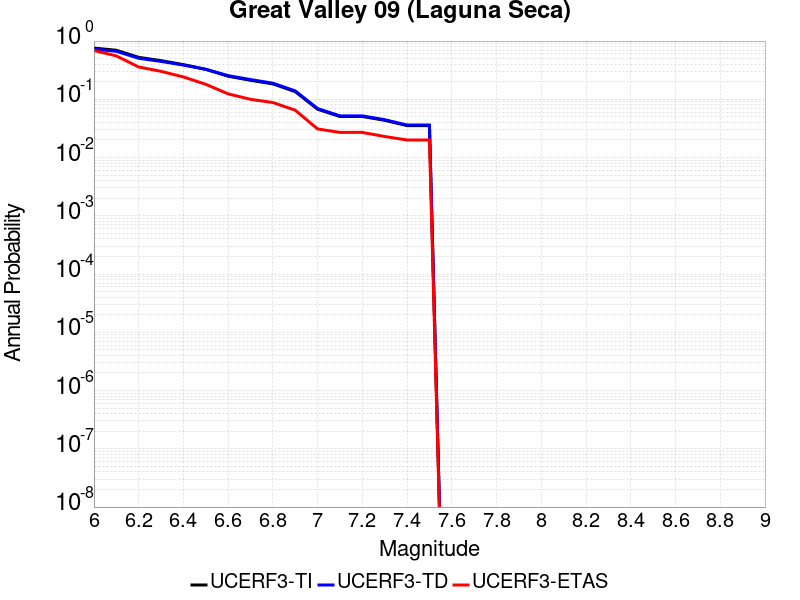 Great Valley 09 (Laguna Seca)
10^0
10^-1
10^-2
10^-3
10^-4
10^-5
10^-6
10^-7
10^-8
Annual Probability
6 6.2 6.4 6.6 6.8 7 7.2 7.4 7.6 7.8 8 8.2 8.4 8.6 8.8 9
Magnitude
UCERF3-TI UCERF3-TD UCERF3-ETAS